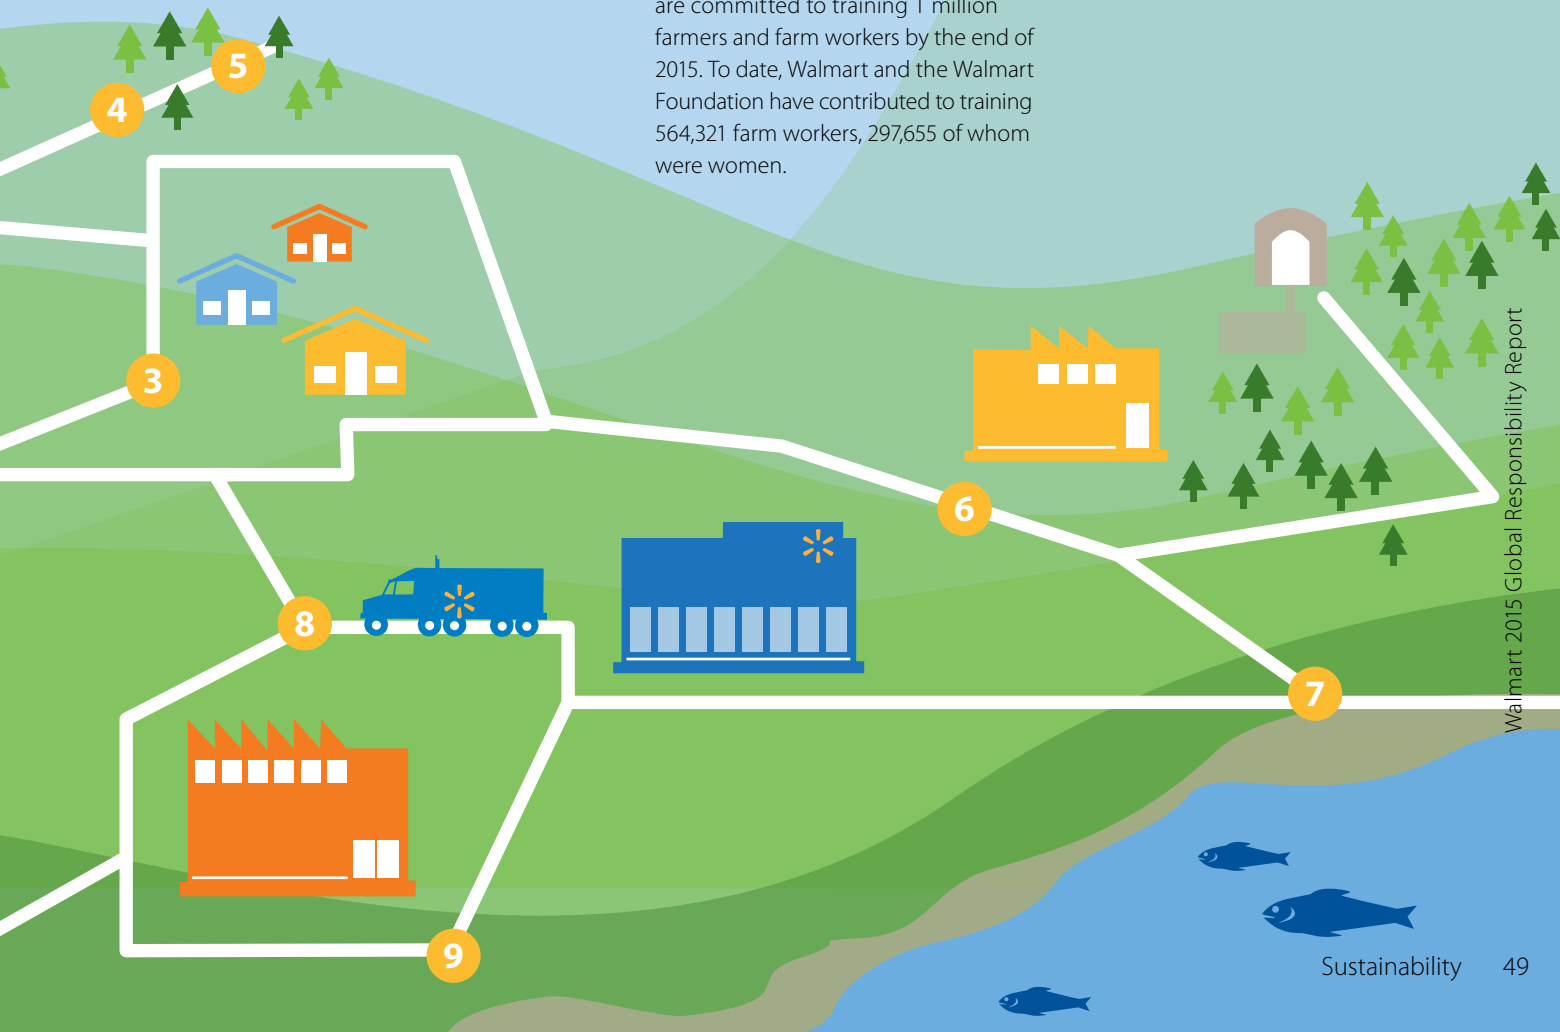 are committed to training 1 million
farmers and farm workers by the end of
2015. To date, Walmart and the Walmart
Foundation have contributed to training
564,321 farm workers, 297,655 of whom
were women.
5
4
3
6
8
7
9
Walmart 2015 Global Responsibility Report
Sustainability 49